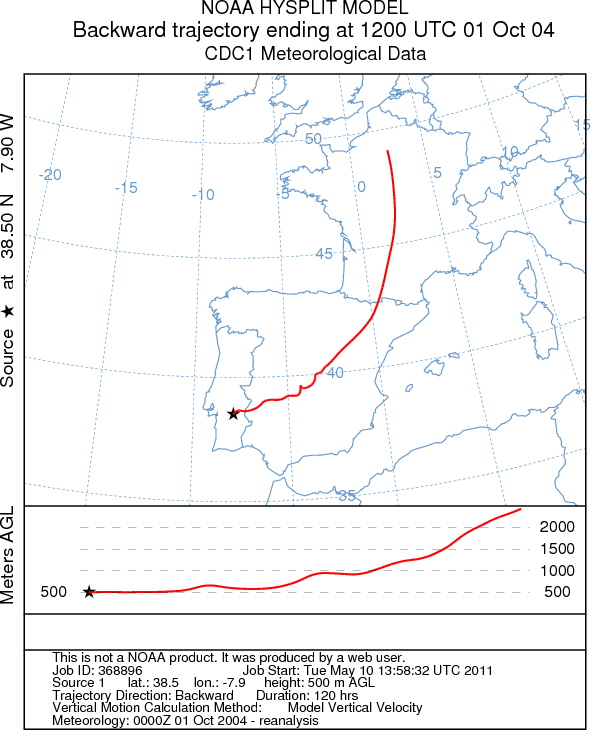 NOAA HYSPLIT MODEL
Backward trajectory ending at 1200 UTC 01 Oct 04
CDC1 Meteorological Data
Source ★ at 38.50 N 7.90 W
-20
-15
-10
-5
0
5
10
15
50
45
40
35
Meters AGL
500
2000
1500
1000
500
This is not a NOAA product. It was produced by a web user.
Job ID: 368896 Job Start: Tue May 10 13:58:32 UTC 2011
Source 1 lat.: 38.5 lon.: -7.9 height: 500 m AGL
Trajectory Direction: Backward Duration: 120 hrs
Vertical Motion Calculation Method: Model Vertical Velocity
Meteorology: 0000Z 01 Oct 2004 - reanalysis